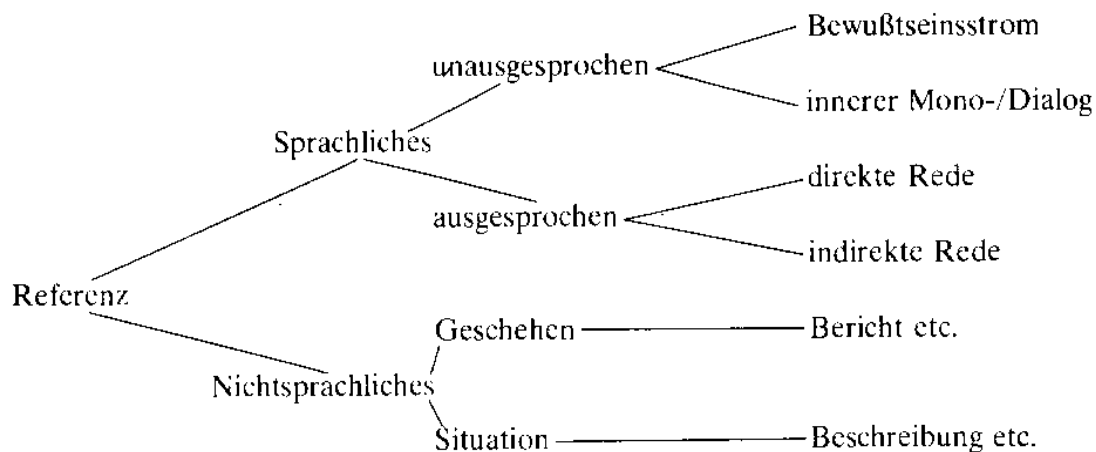 Bewußtseinsstrom
unausgesprochen
innerer Mono-/Dialog
Sprachliches
direkte Rede
ausgesprochen
indirekte Rede
Referenz
Geschehen
Bericht etc.
Nichtsprachliches
Situation
Beschreibung etc.